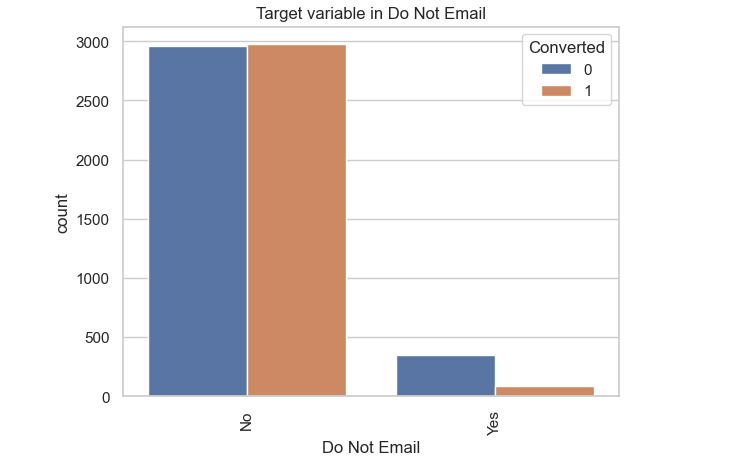 Target variable in Do Not Email
Converted
0
1
3000
2500
2000
1500
1000
500
0
count
No
Yes
Do Not Email